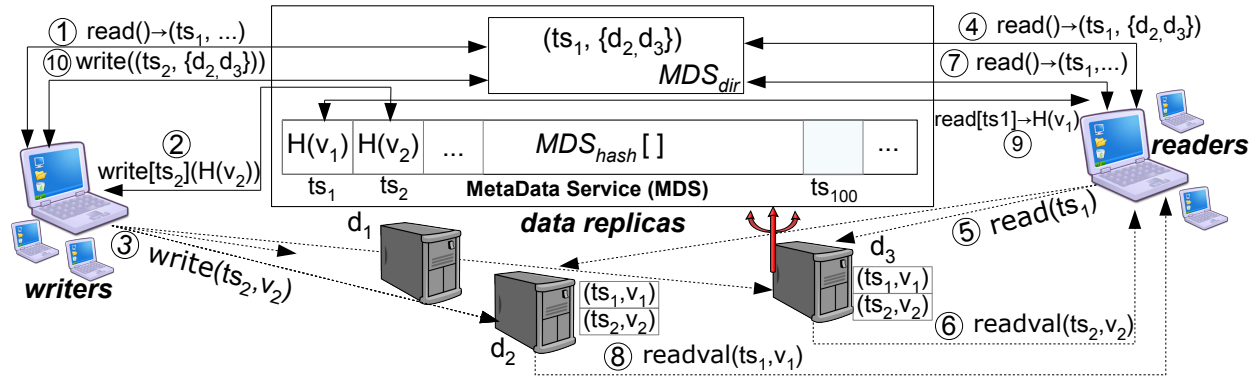 ① read()→(ts₁, ...)
⑩ write((ts₂, {d₂,d₃}))
(ts₁, {d₂,d₃})
MDS_dir
④ read()→(ts₁, {d₂,d₃})
⑦ read()→(ts₁,...)
②
write[ts₂](H(v₂))
H(v₁) H(v₂) ... MDS_hash[] ...
ts₁ ts₂ MetaData Service (MDS) ts₁₀₀
read[ts1]→H(v₁)
⑨
readers
data replicas
⑤ read(ts₁)
③ write(ts₂,v₂)
writers
d₁
d₂
(ts₁,v₁)
(ts₂,v₂)
d₃
(ts₁,v₁)
(ts₂,v₂)
⑥ readval(ts₂,v₂)
⑧ readval(ts₁,v₁)